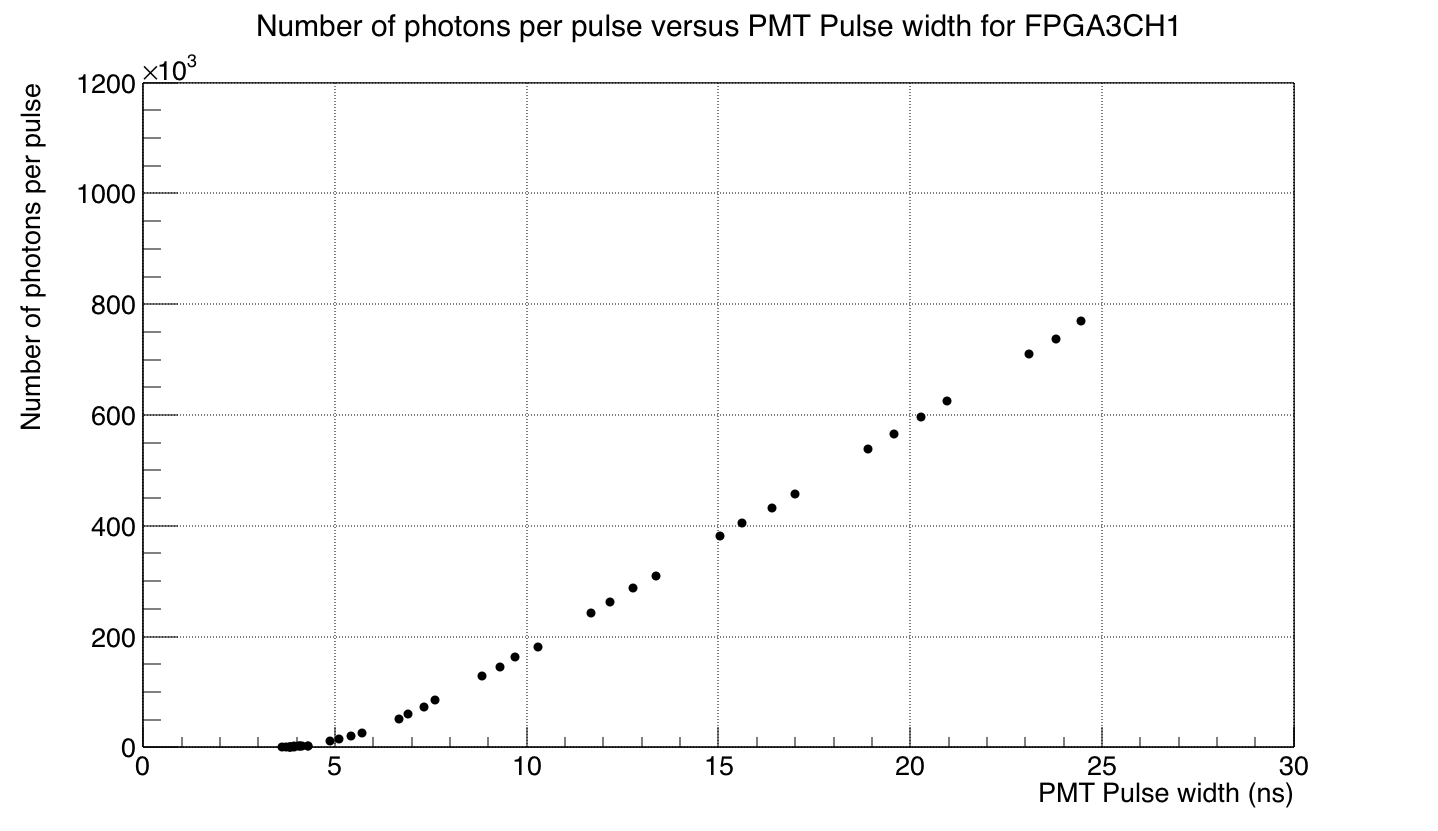 Number of photons per pulse versus PMT Pulse width for FPGA3CH1
×10³
1200
1000
800
600
400
200
0
Number of photons per pulse
0 5 10 15 20 25 30
PMT Pulse width (ns)